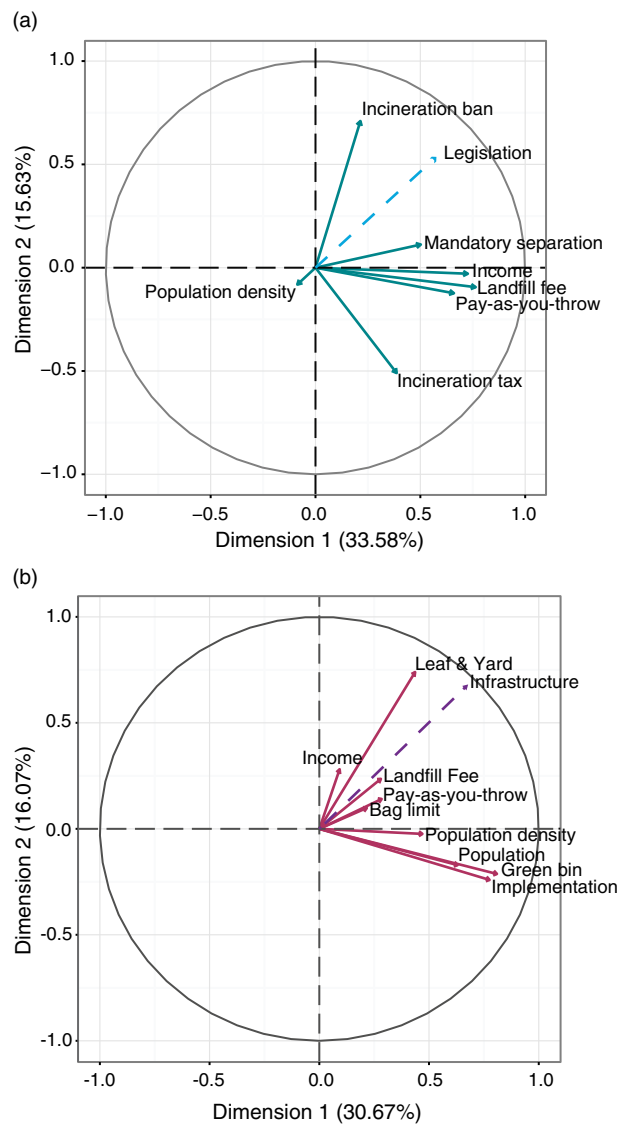 (a)
1.0
Incineration ban
Legislation
0.5
Mandatory separation
0.0
Income
Landfill fee
Population density
Pay-as-you-throw
−0.5
Incineration tax
−1.0
−1.0 −0.5 0.0 0.5 1.0
Dimension 1 (33.58%)
Dimension 2 (15.63%)
(b)
1.0
Leaf & Yard
Infrastructure
0.5
Income
Landfill Fee
Pay-as-you-throw
Bag limit
0.0
Population density
Population
Green bin
Implementation
-0.5
-1.0
-1.0 -0.5 0.0 0.5 1.0
Dimension 1 (30.67%)
Dimension 2 (16.07%)